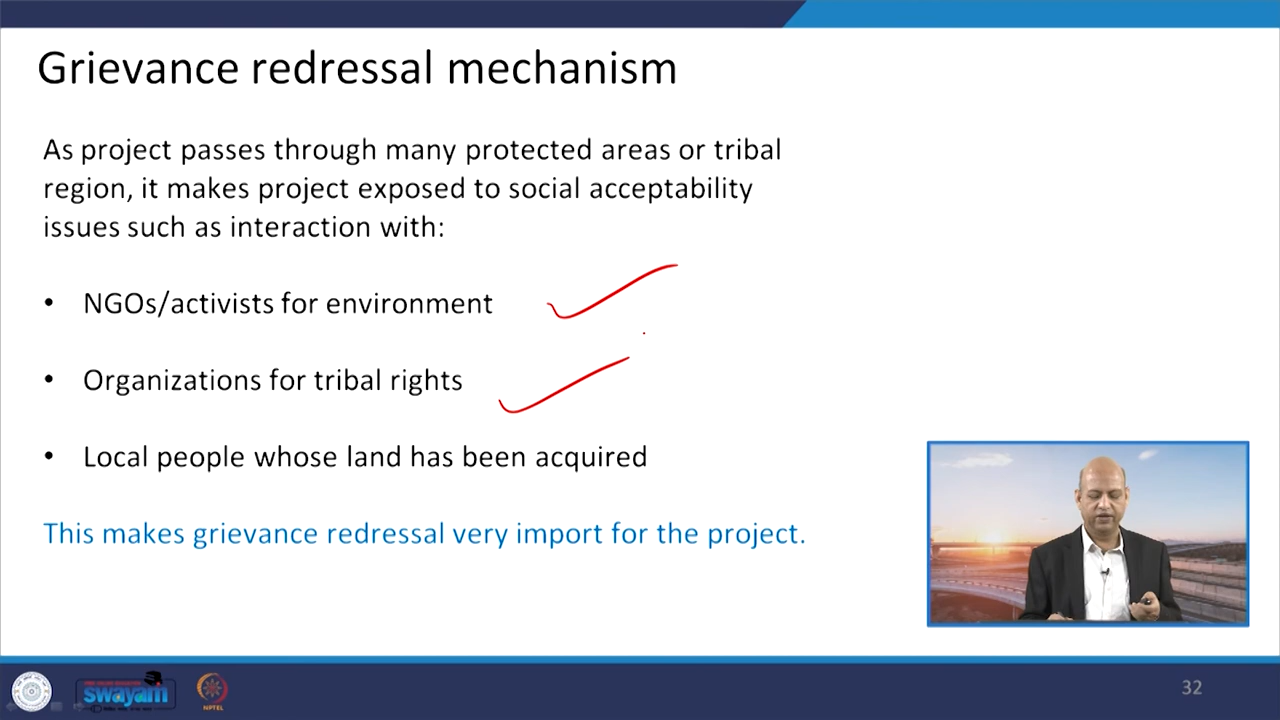 Grievance redressal mechanism
As project passes through many protected areas or tribal
region, it makes project exposed to social acceptability
issues such as interaction with:
• NGOs/activists for environment
• Organizations for tribal rights
• Local people whose land has been acquired
This makes grievance redressal very import for the project.
swayam
NPTEL
32